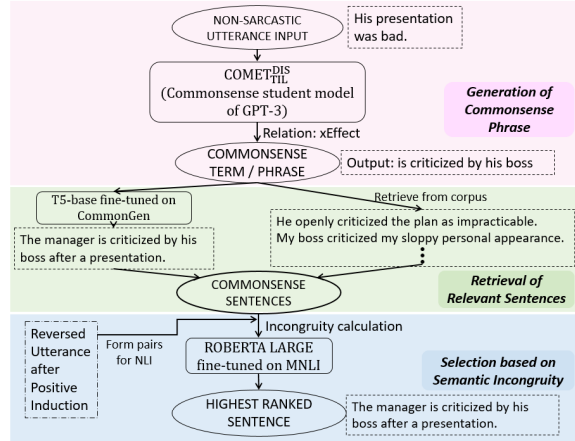 NON-SARCASTIC
UTTERANCE INPUT
His presentation
was bad.
COMET DIS TIL
(Commonsense student model
of GPT-3)
Generation of
Commonsense
Phrase
Relation: xEffect
COMMONSENSE
TERM / PHRASE
Output: is criticized by his boss
T5-base fine-tuned on
CommonGen
Retrieve from corpus
The manager is criticized by his
boss after a presentation.
He openly criticized the plan as impracticable.
My boss criticized my sloppy personal appearance.
COMMONSENSE
SENTENCES
Retrieval of
Relevant Sentences
Reversed
Utterance
after
Positive
Induction
Form pairs
for NLI
Incongruity calculation
ROBERTA LARGE
fine-tuned on MNLI
Selection based on
Semantic Incongruity
HIGHEST RANKED
SENTENCE
The manager is criticized by his
boss after a presentation.